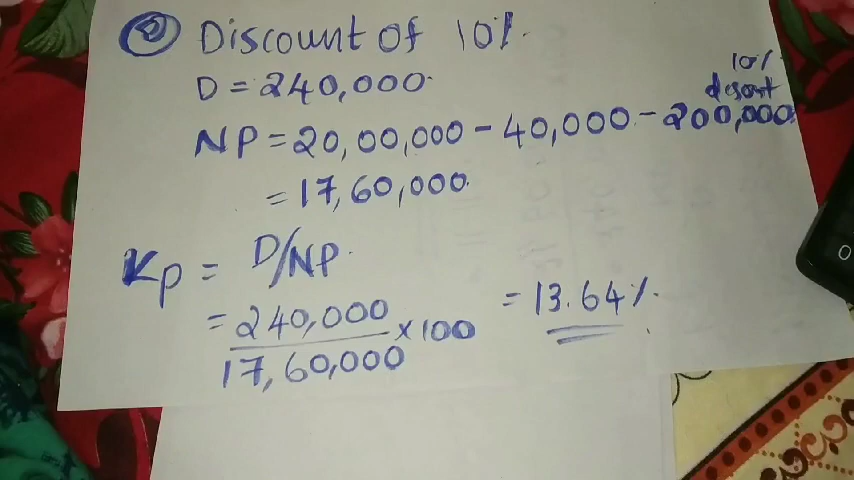 ② Discount of 10%.
D = 240,000.
10%
NP = 20,00,000 - 40,000 - 200,000.
= 17,60,000.
Kp = D/NP.
= 240,000
17,60,000 ×100
= 13.64%.